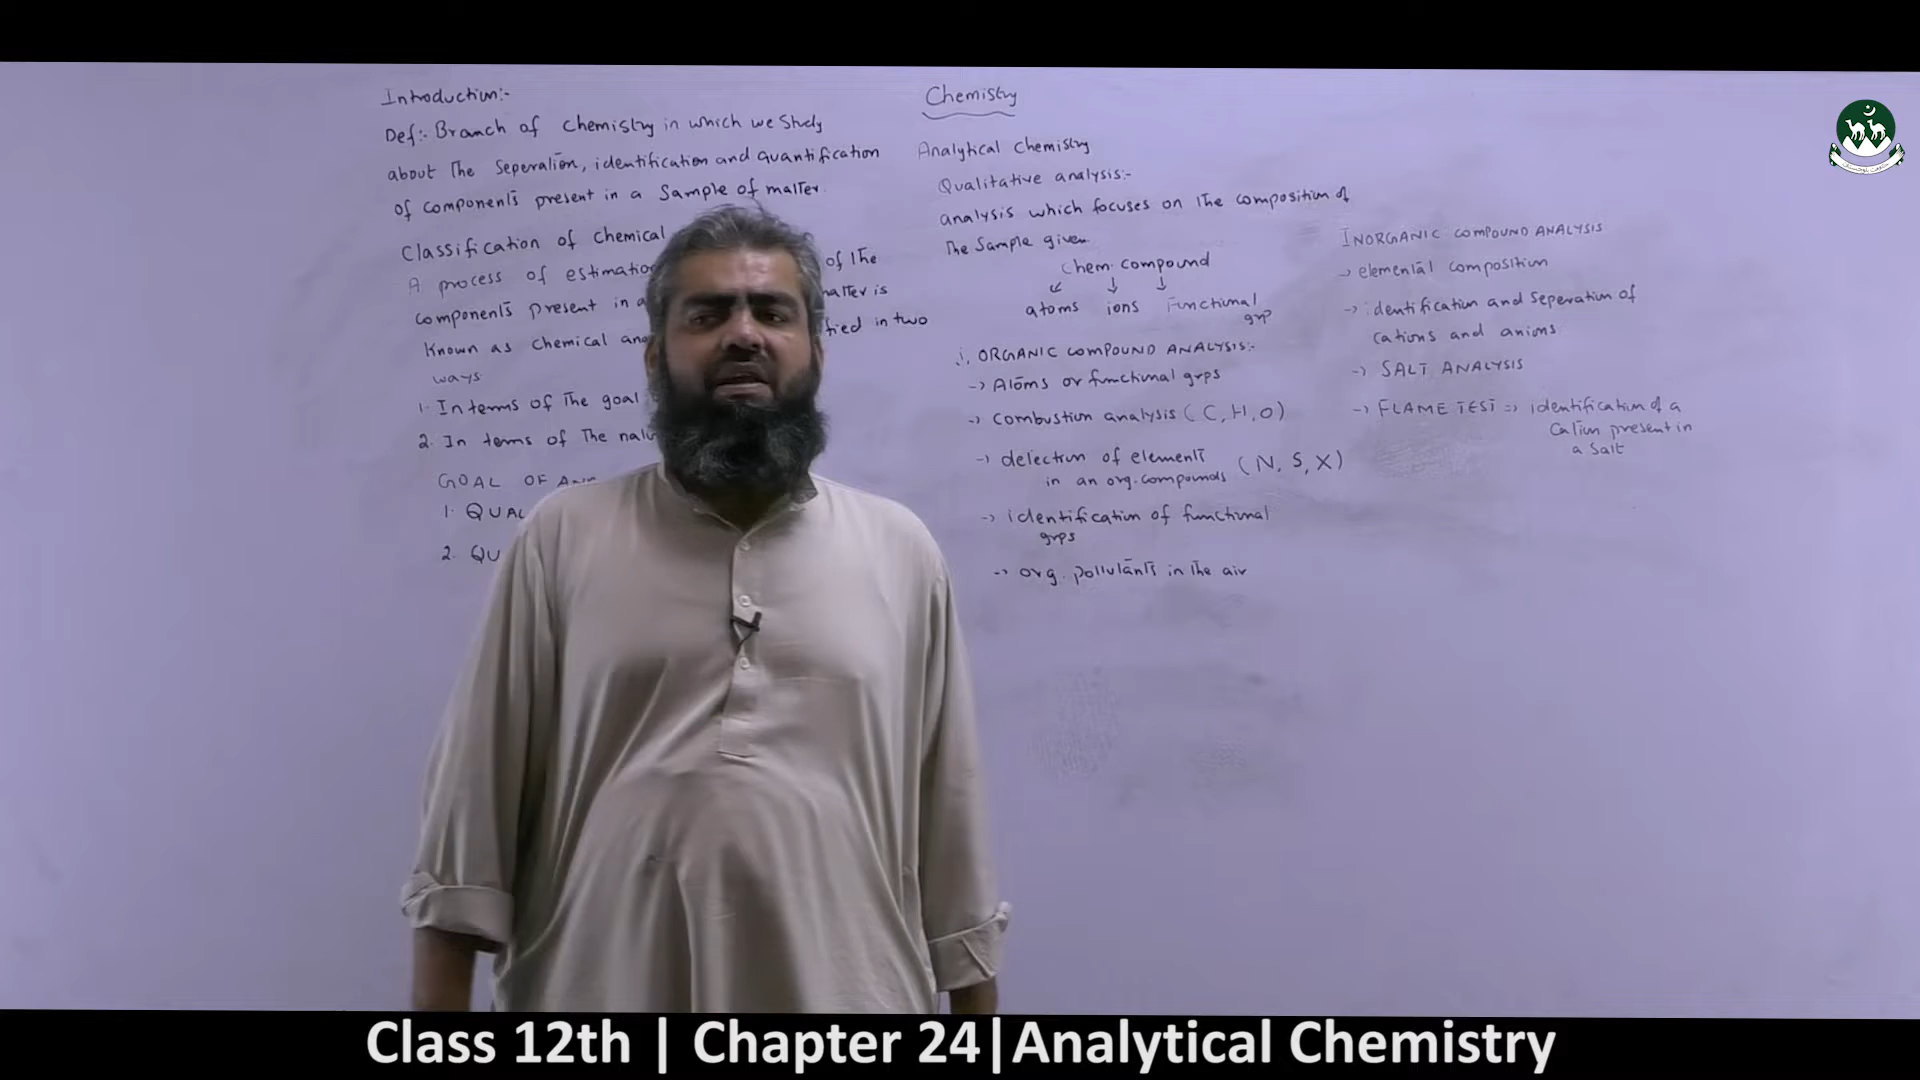 Introduction:-
Def:- Branch of Chemistry in which we Study
about The Seperation, identification and quantification
of components present in a Sample of matter.
Classification of chemical
of the
A process of estimation
matter is
components present in a
fied in two
Known as chemical ana
ways.
1. In terms of The goal
2. In terms of The natu
GOAL OF AN
1. QUAL
2. QU
Chemistry
Analytical Chemistry
Qualitative analysis:-
analysis which focuses on The composition of
The Sample given
Chem. compound
atoms ions Functional
grp
i. ORGANIC COMPOUND ANALYSIS:-
-> Atoms or functional grps
-> combustion analysis (C, H, O)
-> detection of elements
in an org. compounds (N, S, X)
-> identification of functional
grps
-> org. pollutants in The air
INORGANIC COMPOUND ANALYSIS
-> elemental composition
-> identification and Seperation of
cations and anions
-> SALT ANALYSIS
-> FLAME TEST => identification of a
Cation present in
a Salt
Class 12th | Chapter 24|Analytical Chemistry